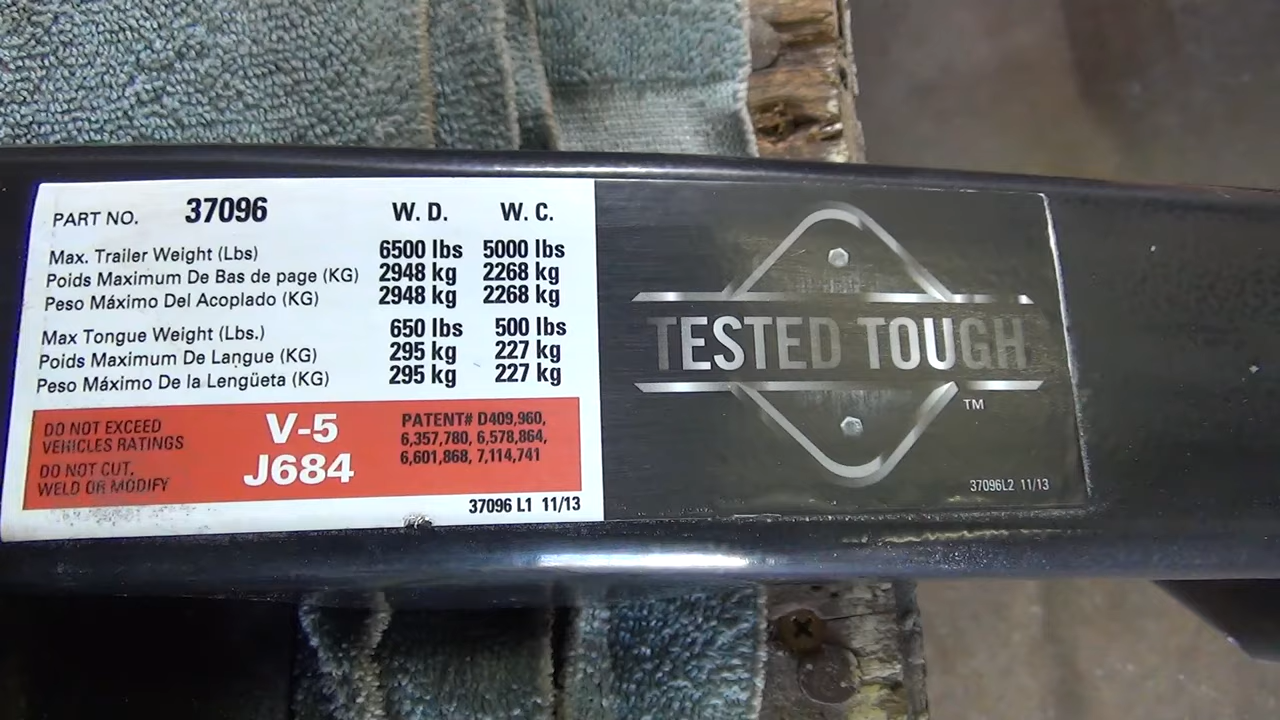 PART NO. 37096 W. D. W. C.
Max. Trailer Weight (Lbs) 6500 lbs 5000 lbs
Poids Maximum De Bas de page (KG) 2948 kg 2268 kg
Peso Máximo Del Acoplado (KG) 2948 kg 2268 kg
Max Tongue Weight (Lbs.) 650 lbs 500 lbs
Poids Maximum De Langue (KG) 295 kg 227 kg
Peso Máximo De la Lengüeta (KG) 295 kg 227 kg
DO NOT EXCEED
VEHICLES RATINGS
DO NOT CUT,
WELD OR MODIFY
V-5
J684
PATENT# D409,960,
6,357,780, 6,578,864,
6,601,868, 7,114,741
37096 L1 11/13
TESTED TOUGH
TM
37096L2 11/13